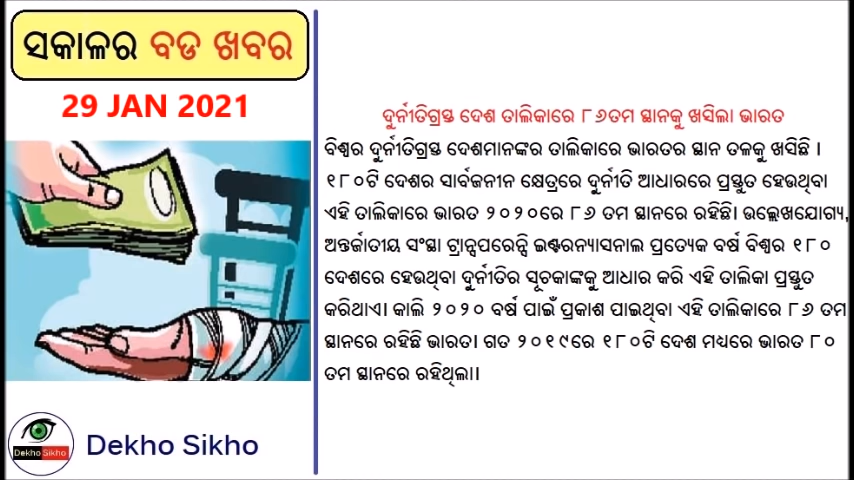 ସକାଳର ବଡ ଖବର
29 JAN 2021
ଦୁର୍ନୀତିଗ୍ରସ୍ତ ଦେଶ ତାଲିକାରେ ୮୬ତମ ସ୍ଥାନକୁ ଖସିଲା ଭାରତ
ବିଶ୍ୱର ଦୁର୍ନୀତିଗ୍ରସ୍ତ ଦେଶମାନଙ୍କର ତାଲିକାରେ ଭାରତର ସ୍ଥାନ ତଳକୁ ଖସିଛି ।
୧୮୦ଟି ଦେଶର ସାର୍ବଜନୀନ କ୍ଷେତ୍ରରେ ଦୁର୍ନୀତି ଆଧାରରେ ପ୍ରସ୍ତୁତ ହେଉଥିବା
ଏହି ତାଲିକାରେ ଭାରତ ୨୦୨୦ରେ ୮୬ ତମ ସ୍ଥାନରେ ରହିଛି। ଉଲ୍ଲେଖଯୋଗ୍ୟ,
ଅନ୍ତର୍ଜାତୀୟ ସଂସ୍ଥା ଟ୍ରାନ୍ସପରେନ୍ସି ଇଣ୍ଟରନ୍ୟାସନାଲ ପ୍ରତ୍ୟେକ ବର୍ଷ ବିଶ୍ୱର ୧୮୦
ଦେଶରେ ହେଉଥିବା ଦୁର୍ନୀତିର ସୂଚକାଙ୍କକୁ ଆଧାର କରି ଏହି ତାଲିକା ପ୍ରସ୍ତୁତ
କରିଥାଏ। କାଲି ୨୦୨୦ ବର୍ଷ ପାଇଁ ପ୍ରକାଶ ପାଇଥିବା ଏହି ତାଲିକାରେ ୮୬ ତମ
ସ୍ଥାନରେ ରହିଛି ଭାରତ। ଗତ ୨୦୧୯ରେ ୧୮୦ଟି ଦେଶ ମଧ୍ୟରେ ଭାରତ ୮୦
ତମ ସ୍ଥାନରେ ରହିଥିଲା।
Dekho Sikho
Dekho Sikho